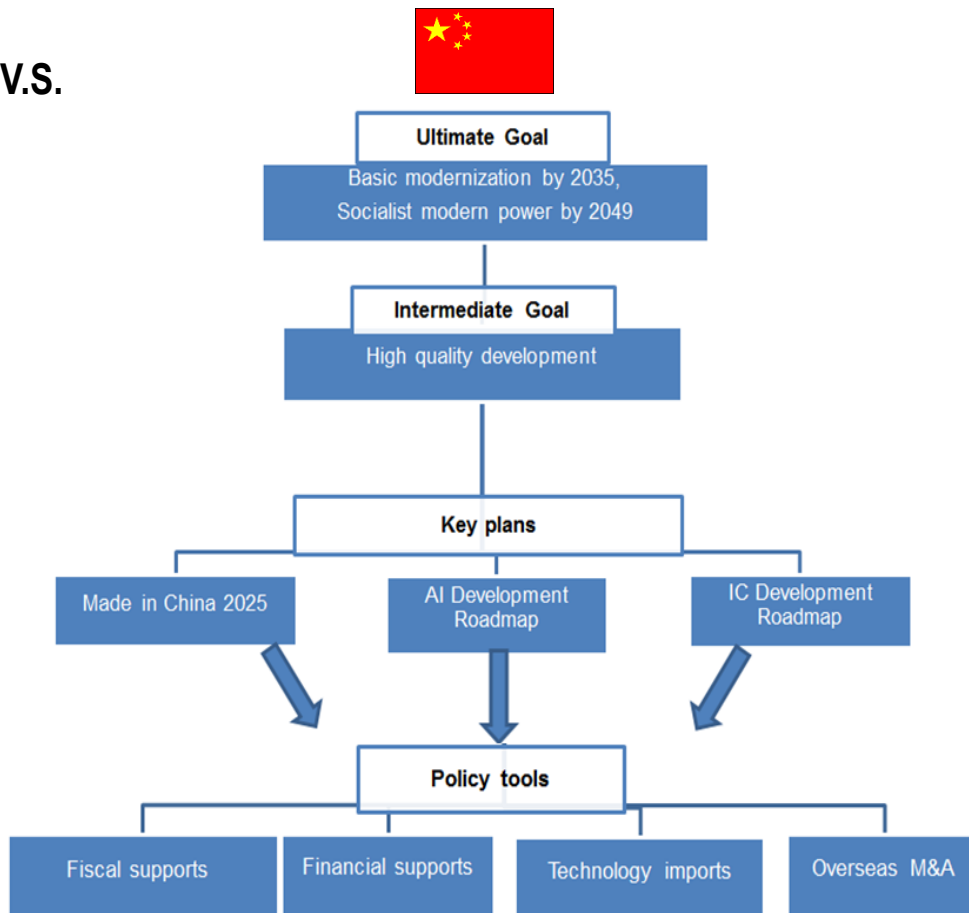 V.S.
Ultimate Goal
Basic modernization by 2035,
Socialist modern power by 2049
Intermediate Goal
High quality development
Key plans
Made in China 2025
AI Development
Roadmap
IC Development
Roadmap
Policy tools
Fiscal supports
Financial supports
Technology imports
Overseas M&A